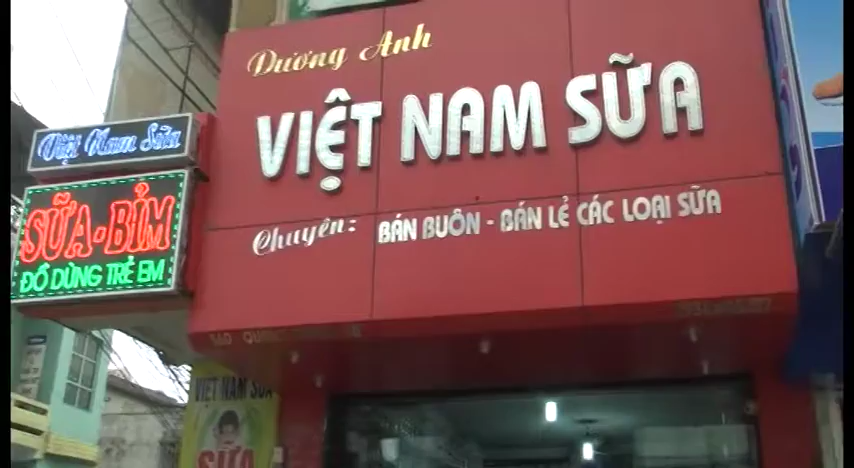 Dương Anh
VIỆT NAM SỮA
Chuyên: BÁN BUÔN - BÁN LẺ CÁC LOẠI SỮA
Việt Nam Sữa
SỮA-BỈM
ĐỒ DÙNG TRẺ EM
VIỆT NAM SỮA
SỮA